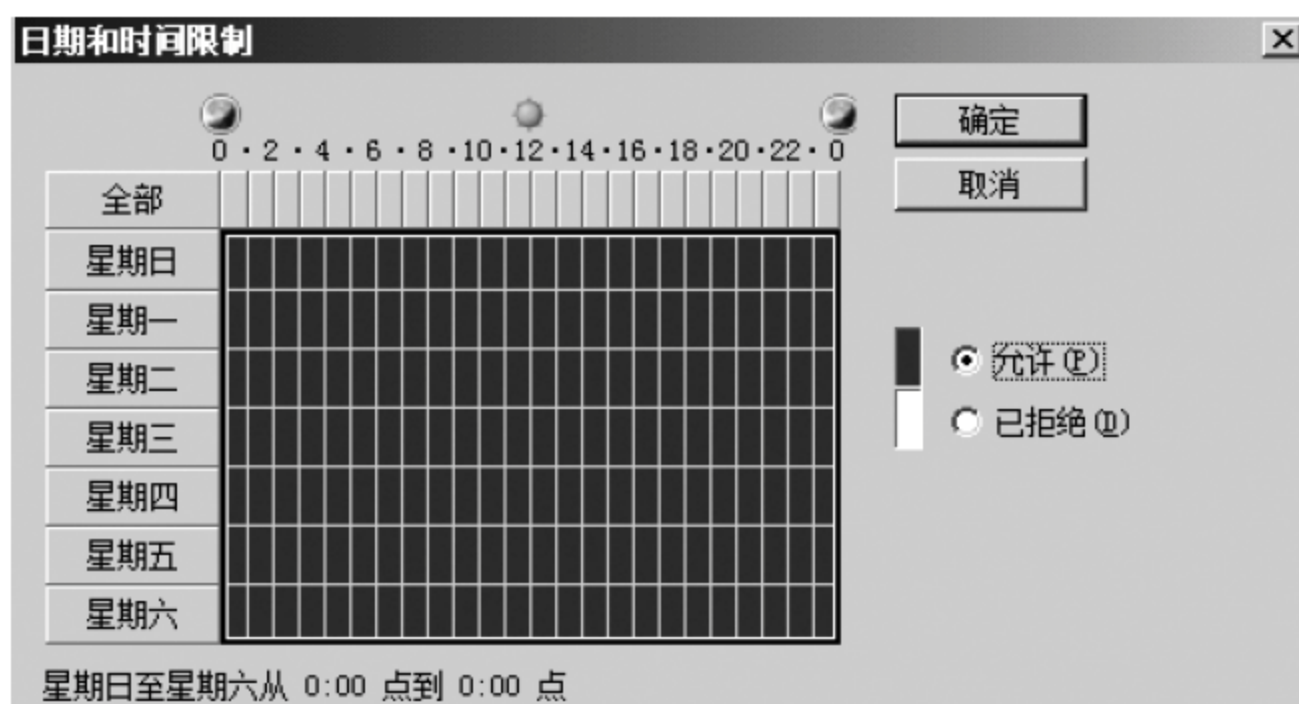 日期和时间限制
确定
0 · 2 · 4 · 6 · 8 ·10·12·14·16·18·20·22· 0
取消
全部
星期日
星期一
星期二
允许(P)
星期三
已拒绝(D)
星期四
星期五
星期六
星期日至星期六从 0:00 点到 0:00 点